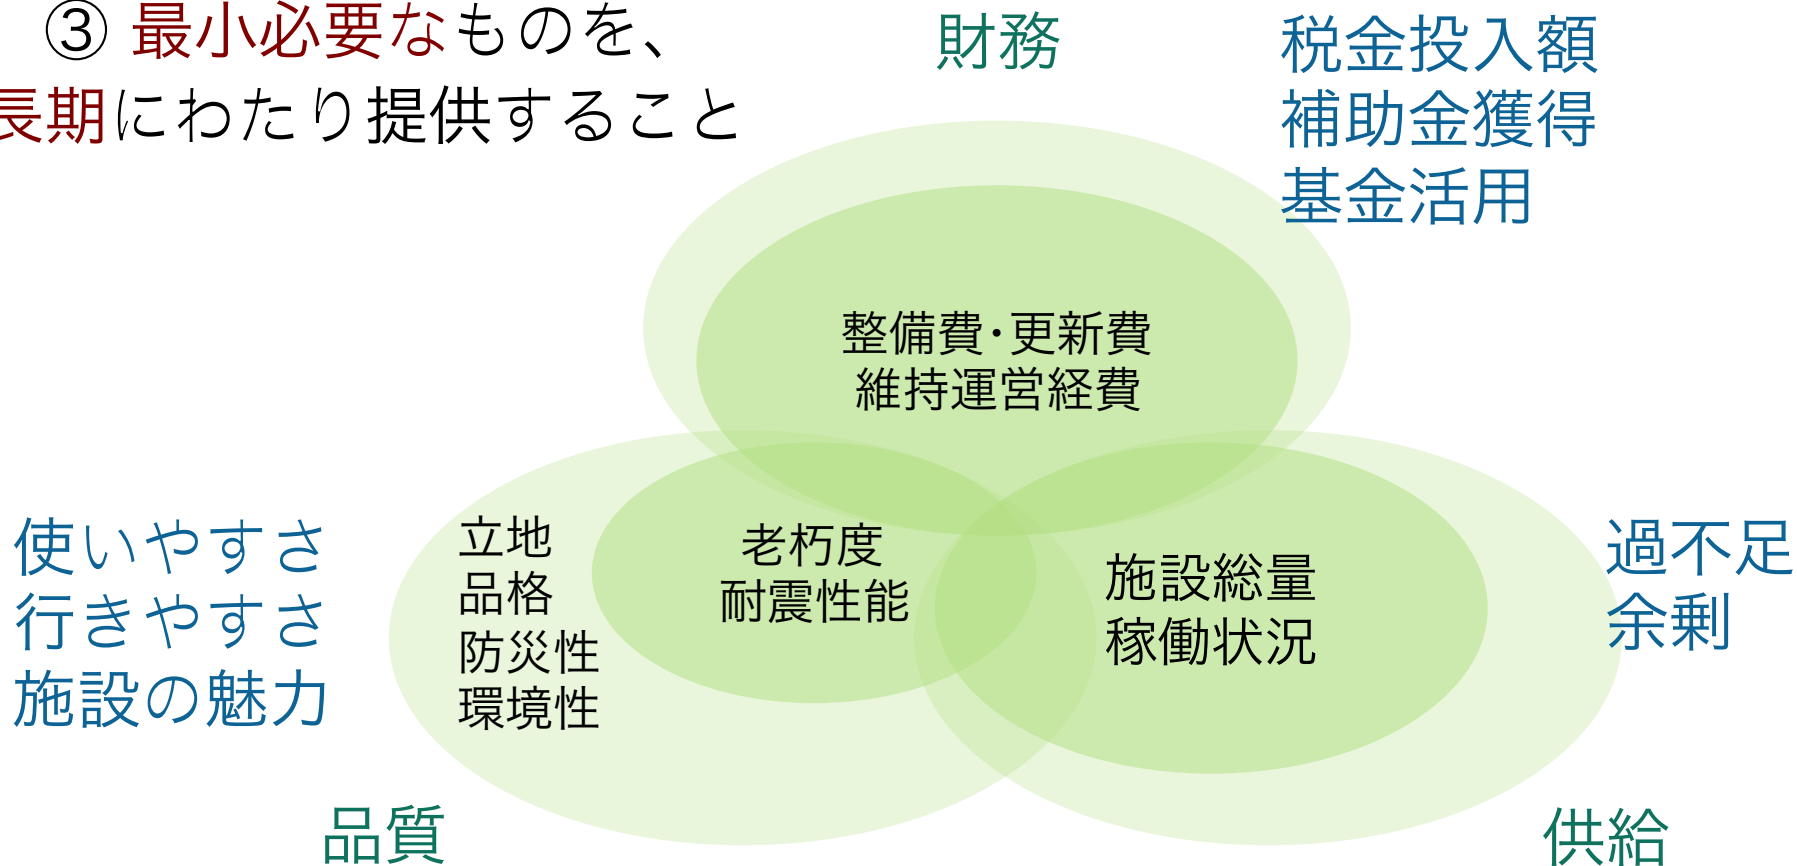 ③ 最小必要なものを、
長期にわたり提供すること
財務
税金投入額
補助金獲得
基金活用
整備費・更新費
維持運営経費
使いやすさ
行きやすさ
施設の魅力
立地
品格
防災性
環境性
老朽度
耐震性能
施設総量
稼働状況
過不足
余剰
品質
供給